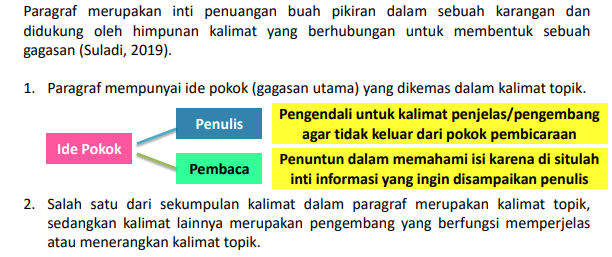 Paragraf merupakan inti penuangan buah pikiran dalam sebuah karangan dan
didukung oleh himpunan kalimat yang berhubungan untuk membentuk sebuah
gagasan (Suladi, 2019).
1. Paragraf mempunyai ide pokok (gagasan utama) yang dikemas dalam kalimat topik.
Ide Pokok
Penulis
Pengendali untuk kalimat penjelas/pengembang
agar tidak keluar dari pokok pembicaraan
Pembaca
Penuntun dalam memahami isi karena di situlah
inti informasi yang ingin disampaikan penulis
2. Salah satu dari sekumpulan kalimat dalam paragraf merupakan kalimat topik,
sedangkan kalimat lainnya merupakan pengembang yang berfungsi memperjelas
atau menerangkan kalimat topik.